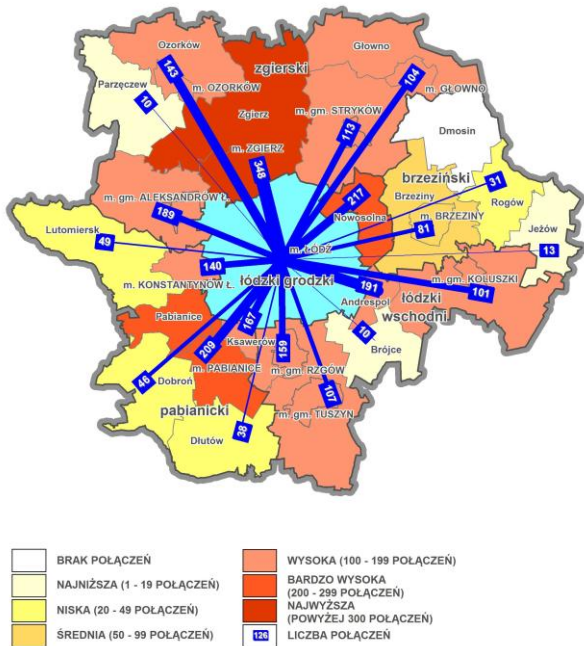 Ozorków
Głowno
143
zgierski
104
Parzęczew
m. OZORKÓW
m. GŁOWNO
10
Zgierz
m. gm. STRYKÓW
113
Dmosin
m. ZGIERZ
348
brzeziński
31
m. gm. ALEKSANDRÓW Ł.
217
Brzeziny
Rogów
189
Nowosolna
m. BRZEZINY
Lutomiersk
81
Jeżów
49
m. ŁÓDŹ
13
140
m. gm. KOLUSZKI
łódzki grodzki
191
101
m. KONSTANTYNÓW Ł.
Andrespol
łódzki
wschodni
Pabianice
167
10
Ksawerów
Brójce
209
159
m. PABIANICE
m. gm. RZGÓW
46
Dobroń
107
pabianicki
38
m. gm. TUSZYN
Dłutów
BRAK POŁĄCZEŃ
NAJNIŻSZA (1 - 19 POŁĄCZEŃ)
NISKA (20 - 49 POŁĄCZEŃ)
ŚREDNIA (50 - 99 POŁĄCZEŃ)
WYSOKA (100 - 199 POŁĄCZEŃ)
BARDZO WYSOKA
(200 - 299 POŁĄCZEŃ)
NAJWYŻSZA
(POWYŻEJ 300 POŁĄCZEŃ)
126
LICZBA POŁĄCZEŃ